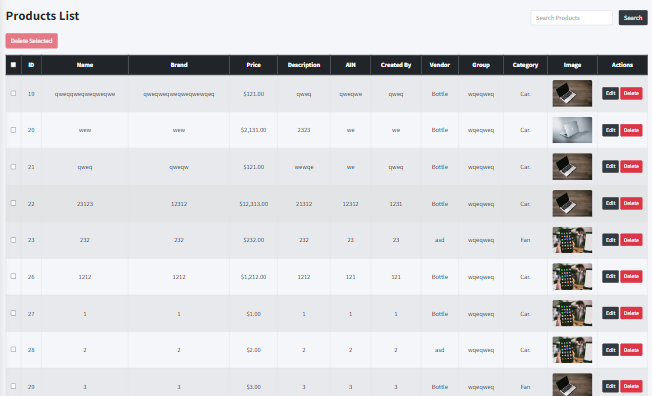 Products List
Search Products
Search
Delete Selected
ID Name Brand Price Description AIN Created By Vendor Group Category Image Actions
19 qweqqweqweqweqwe qweqweqweqweqwewqeq $121.00 qweq qweqwe qweq Bottle wqeqweq Car. Edit Delete
20 wew wew $2,131.00 2323 we we Bottle wqeqweq Car. Edit Delete
21 qweq qweqw $121.00 wewqe we qweq Bottle wqeqweq Car. Edit Delete
22 23123 12312 $12,313.00 21312 12312 1231 Bottle wqeqweq Car. Edit Delete
23 232 232 $232.00 232 23 23 asd wqeqweq Fan Edit Delete
26 1212 1212 $1,212.00 1212 121 121 Bottle wqeqweq Car. Edit Delete
27 1 1 $1.00 1 1 1 Bottle wqeqweq Car. Edit Delete
28 2 2 $2.00 2 2 2 asd wqeqweq Car. Edit Delete
29 3 3 $3.00 3 3 3 Bottle wqeqweq Fan Edit Delete